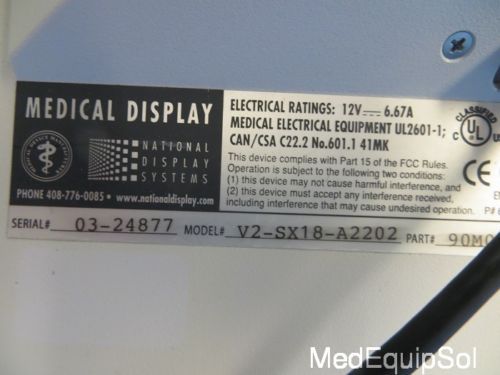 MEDICAL DISPLAY
NATIONAL
DISPLAY
SYSTEMS
PHONE 408-776-0085 • www.nationaldisplay.com
ELECTRICAL RATINGS: 12V⎓ 6.67A
MEDICAL ELECTRICAL EQUIPMENT UL2601-1;
CAN/CSA C22.2 No.601.1 41MK
This device complies with Part 15 of the FCC Rules.
Operation is subject to the following two conditions:
(1) this device may not cause harmful interference, and
(2) this device must accept any interference received,
including interference that may cause undesired operation.
CLASSIFIED
C UL US
CE
P#
SERIAL# 03-24877 MODEL# V2-SX18-A2202 PART# 90M0
MedEquipSol